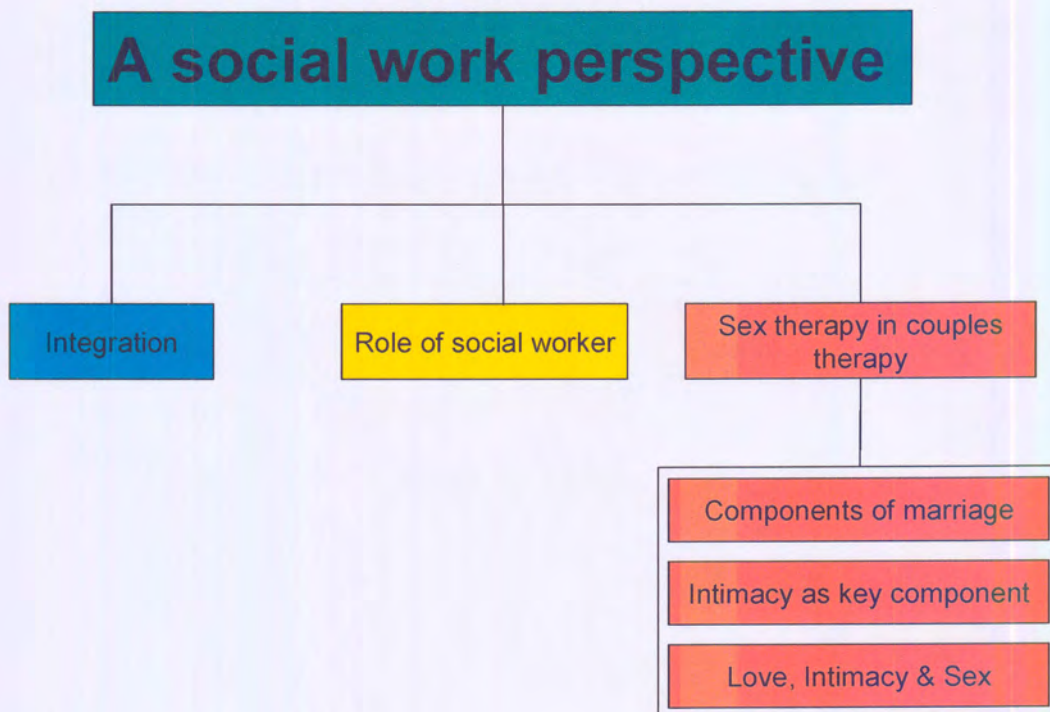 A social work perspective
Integration
Role of social worker
Sex therapy in couples
therapy
Components of marriage
Intimacy as key component
Love, Intimacy & Sex